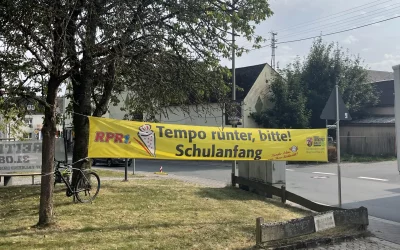 RPR1.
Tempo runter, bitte!
Schulanfang